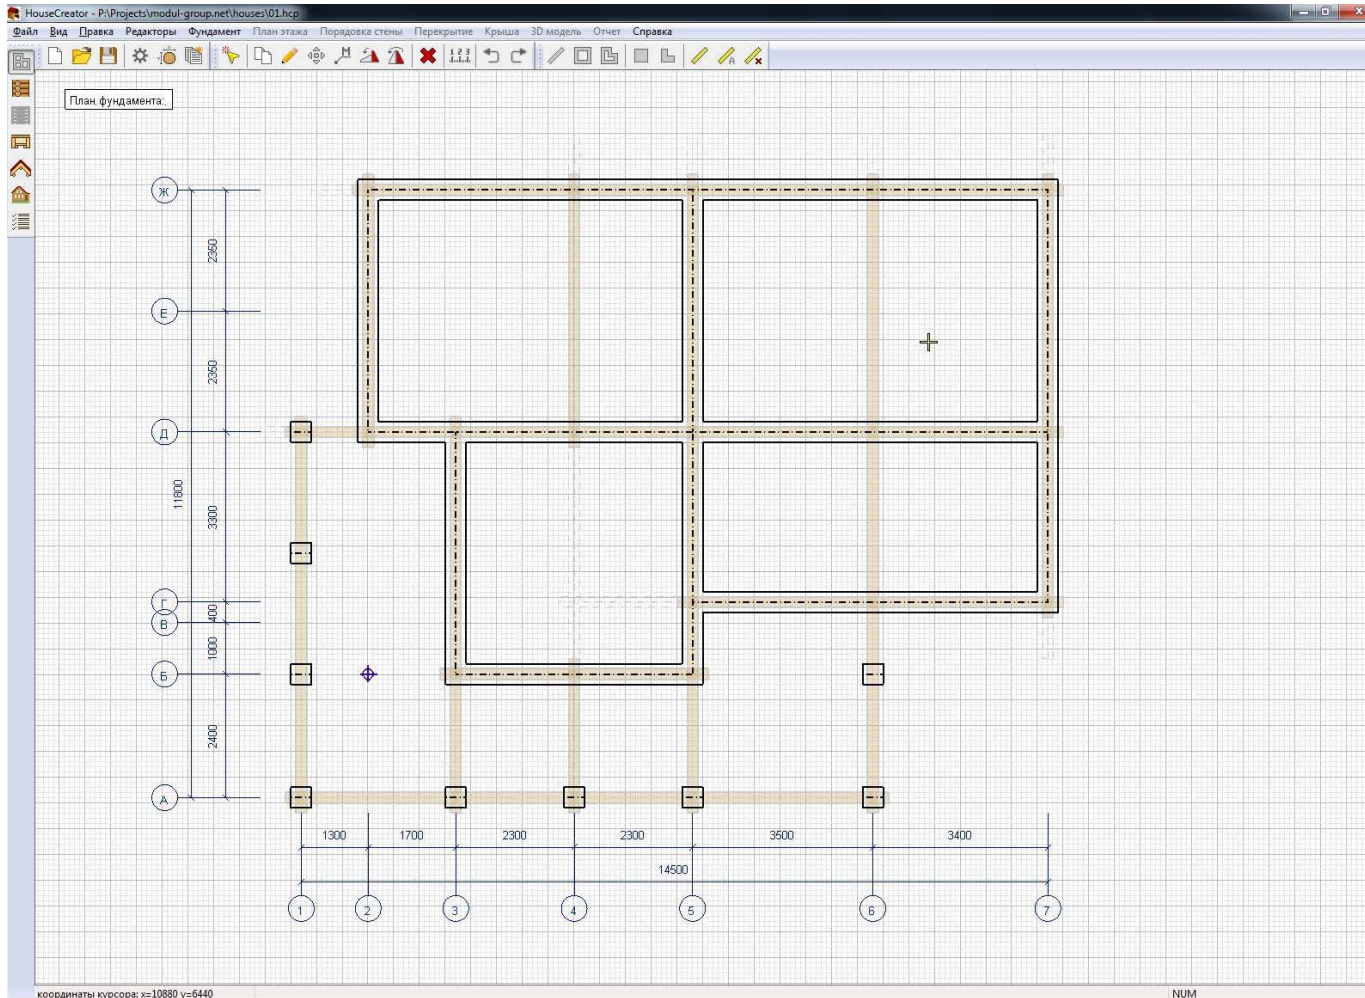 HouseCreator - P:\Projects\modul-group.net\houses\01.hcp
Файл Вид Правка Редакторы Фундамент План этажа Порядовка стены Перекрытие Крыша 3D модель Отчет Справка
План фундамента:.
Ж
2350
Е
2350
Д
11800
3300
Г
400
В
1000
Б
2400
А
1300 1700 2300 2300 3500 3400
14500
1 2 3 4 5 6 7
координаты курсора: x=10880 y=6440 NUM